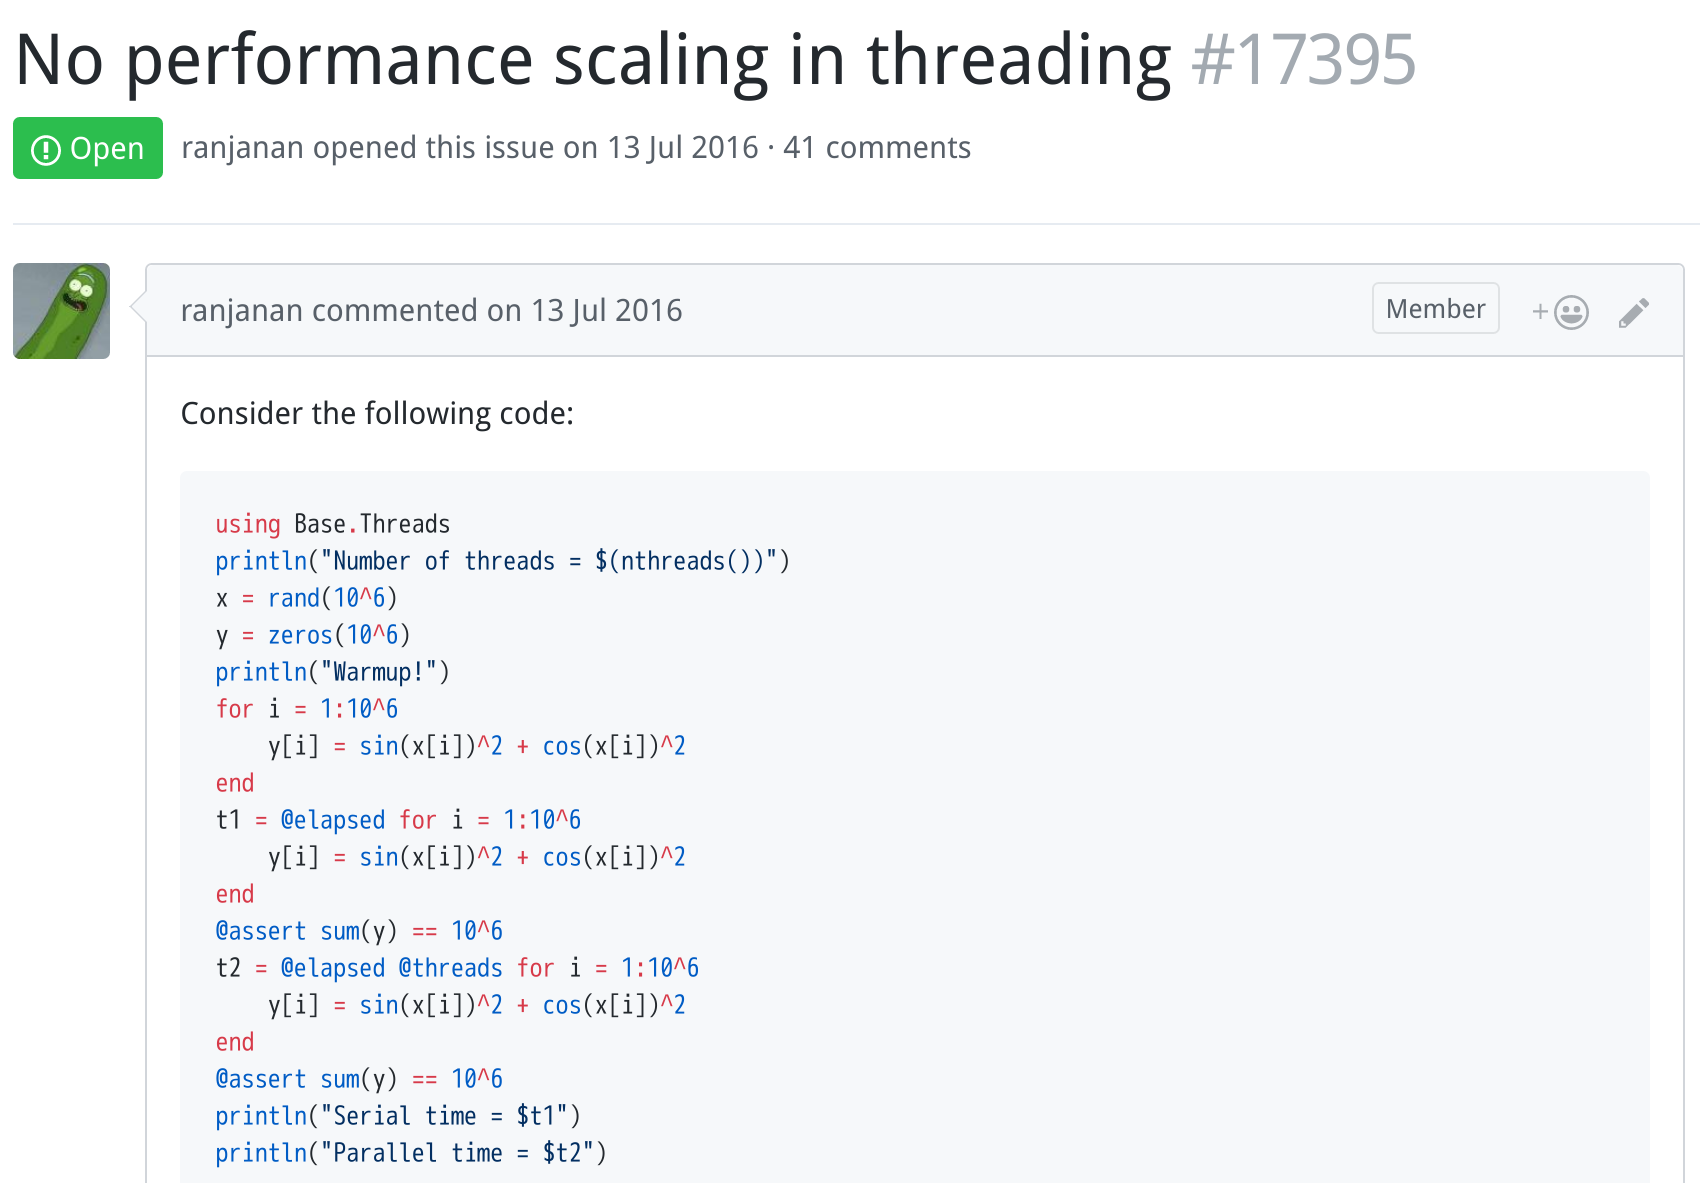 No performance scaling in threading #17395
Open ranjanan opened this issue on 13 Jul 2016 · 41 comments
ranjanan commented on 13 Jul 2016 Member +
Consider the following code:
using Base.Threads
println("Number of threads = $(nthreads())")
x = rand(10^6)
y = zeros(10^6)
println("Warmup!")
for i = 1:10^6
    y[i] = sin(x[i])^2 + cos(x[i])^2
end
t1 = @elapsed for i = 1:10^6
    y[i] = sin(x[i])^2 + cos(x[i])^2
end
@assert sum(y) == 10^6
t2 = @elapsed @threads for i = 1:10^6
    y[i] = sin(x[i])^2 + cos(x[i])^2
end
@assert sum(y) == 10^6
println("Serial time = $t1")
println("Parallel time = $t2")